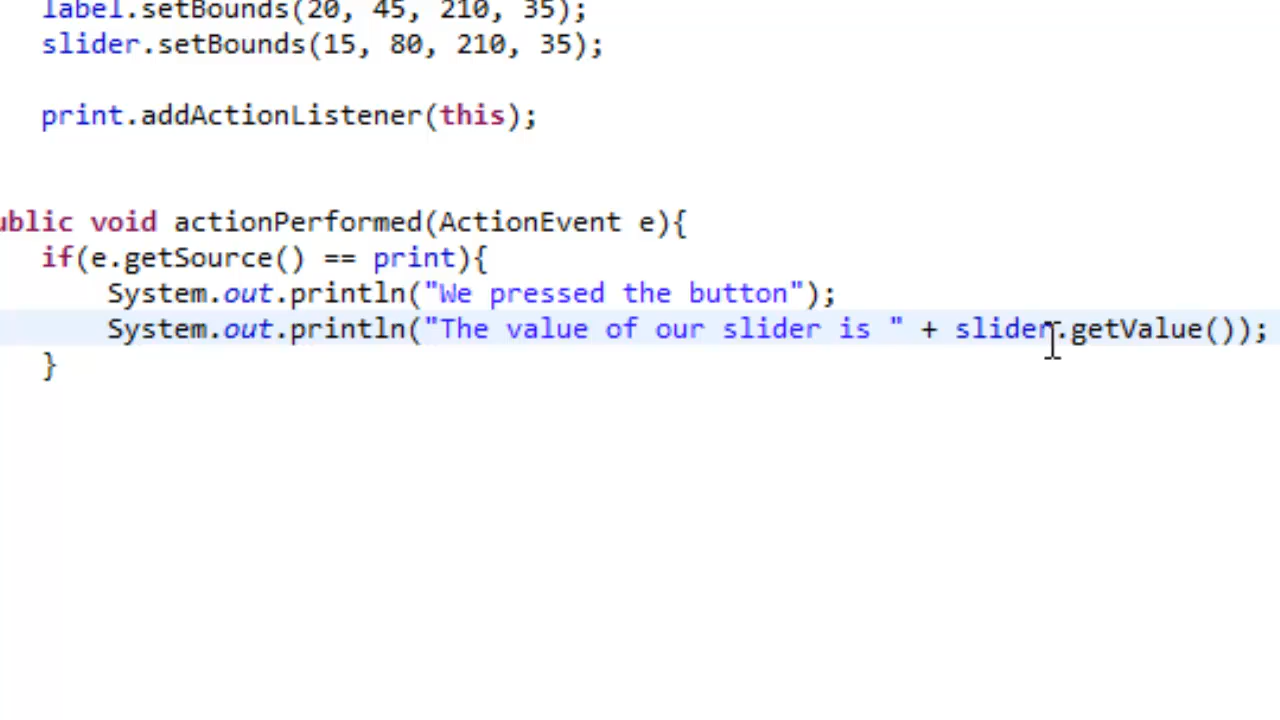 label.setBounds(20, 45, 210, 35);
slider.setBounds(15, 80, 210, 35);
print.addActionListener(this);
ublic void actionPerformed(ActionEvent e){
if(e.getSource() == print){
System.out.println("We pressed the button");
System.out.println("The value of our slider is " + slider.getValue());
}